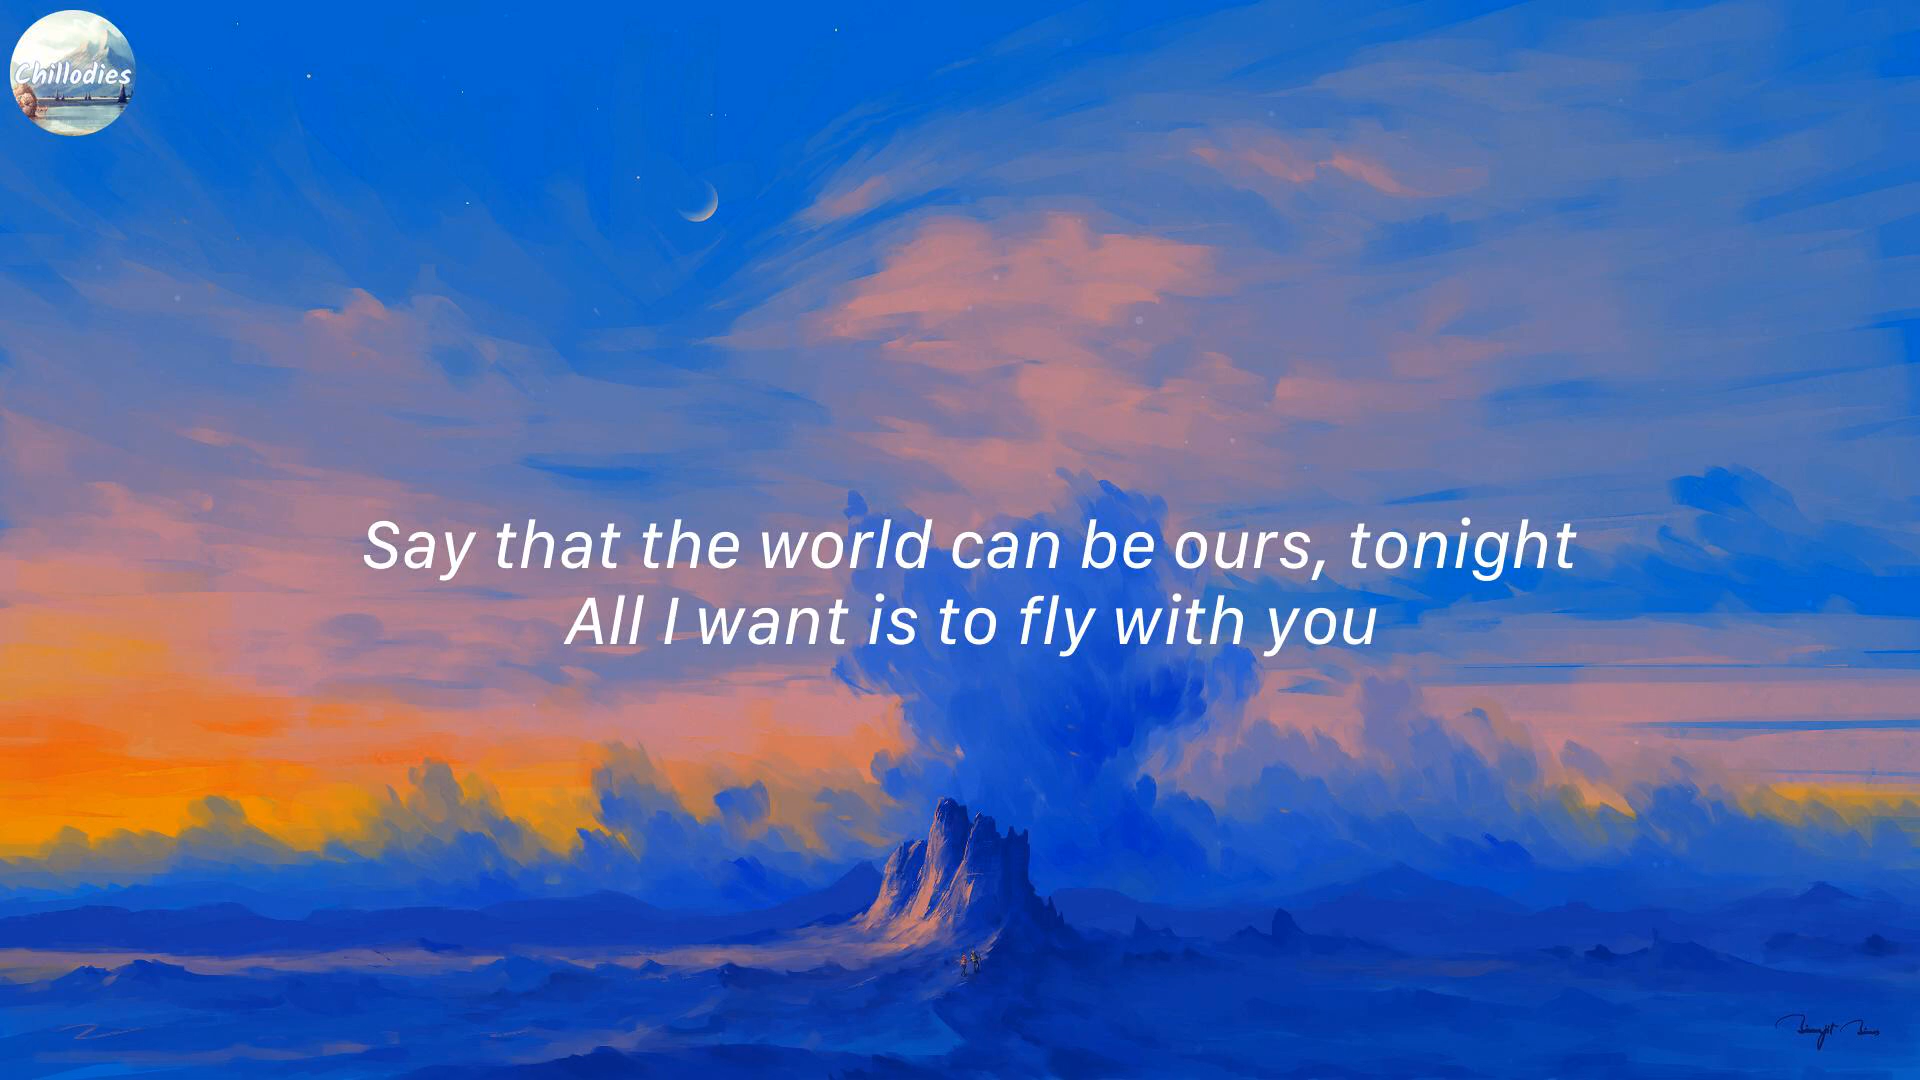 Chillodies
Say that the world can be ours, tonight
All I want is to fly with you